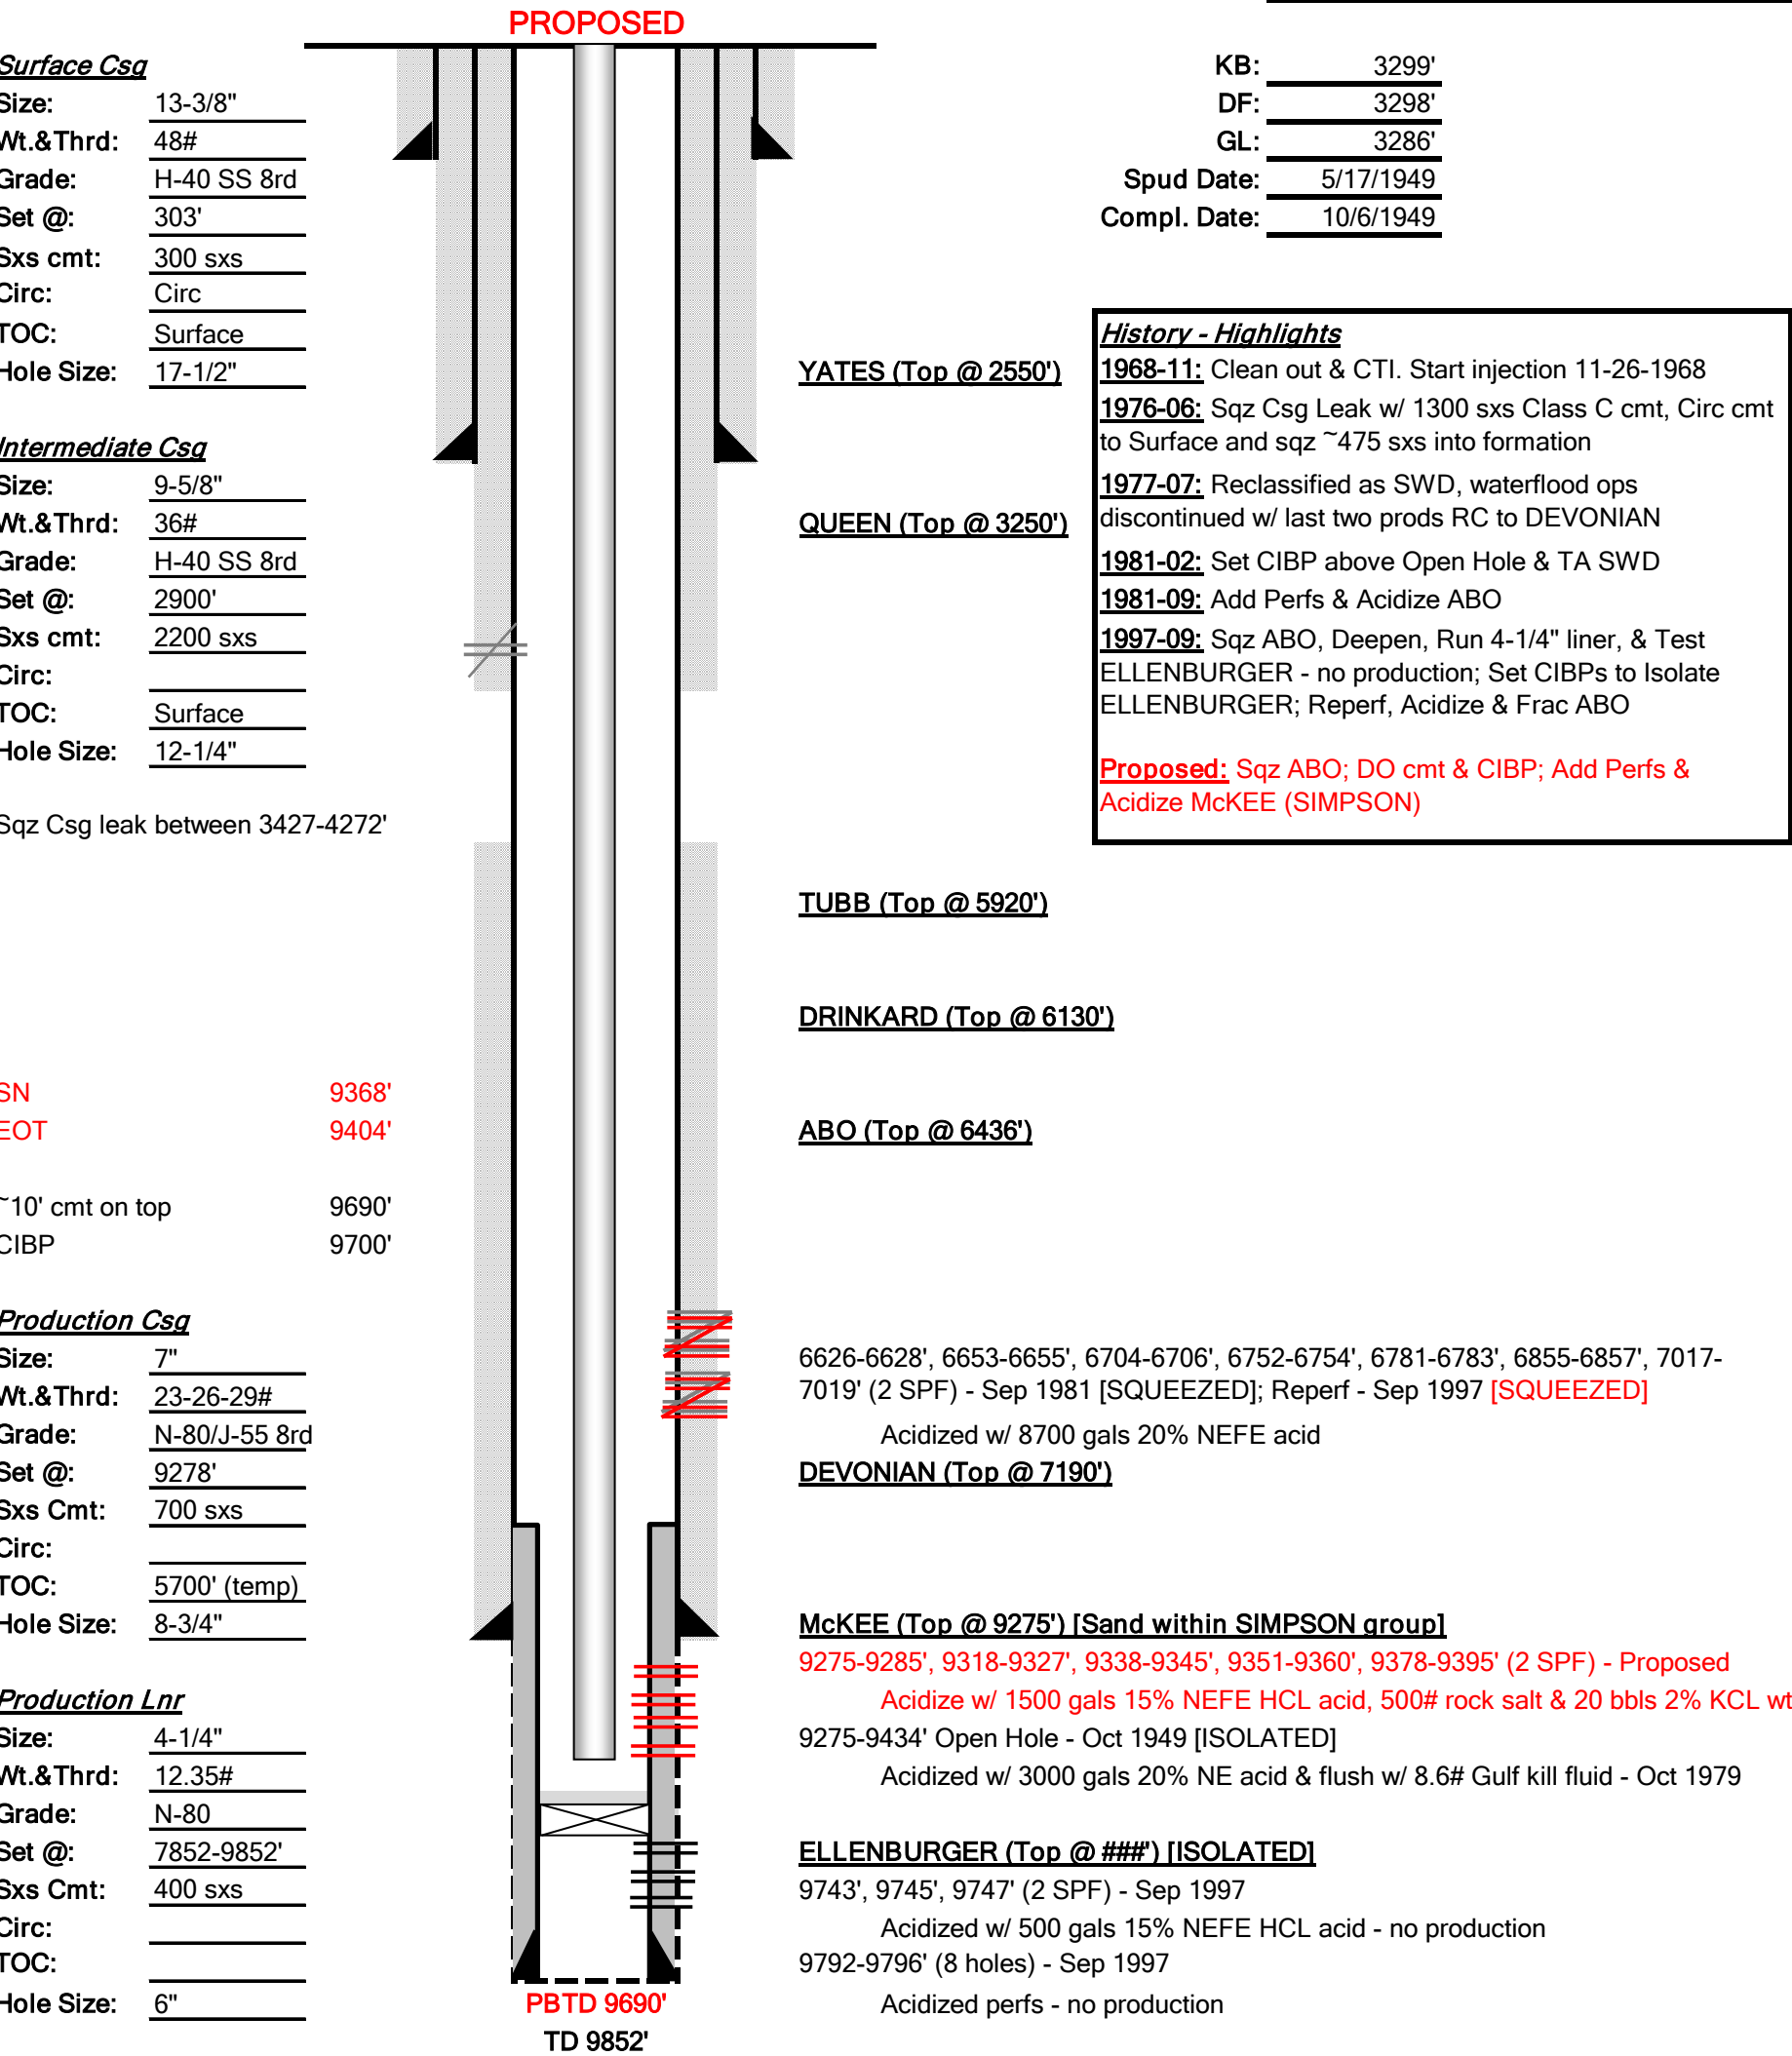 PROPOSED
Surface Csg
Size: 13-3/8"
Wt.&Thrd: 48#
Grade: H-40 SS 8rd
Set @: 303'
Sxs cmt: 300 sxs
Circ: Circ
TOC: Surface
Hole Size: 17-1/2"
Intermediate Csg
Size: 9-5/8"
Wt.&Thrd: 36#
Grade: H-40 SS 8rd
Set @: 2900'
Sxs cmt: 2200 sxs
Circ:
TOC: Surface
Hole Size: 12-1/4"
Sqz Csg leak between 3427-4272'
SN 9368'
EOT 9404'
~10' cmt on top 9690'
CIBP 9700'
Production Csg
Size: 7"
Wt.&Thrd: 23-26-29#
Grade: N-80/J-55 8rd
Set @: 9278'
Sxs Cmt: 700 sxs
Circ:
TOC: 5700' (temp)
Hole Size: 8-3/4"
Production Lnr
Size: 4-1/4"
Wt.&Thrd: 12.35#
Grade: N-80
Set @: 7852-9852'
Sxs Cmt: 400 sxs
Circ:
TOC:
Hole Size: 6"
PBTD 9690'
TD 9852'
KB: 3299'
DF: 3298'
GL: 3286'
Spud Date: 5/17/1949
Compl. Date: 10/6/1949
History - Highlights
1968-11: Clean out & CTI. Start injection 11-26-1968
1976-06: Sqz Csg Leak w/ 1300 sxs Class C cmt, Circ cmt
to Surface and sqz ~475 sxs into formation
1977-07: Reclassified as SWD, waterflood ops
discontinued w/ last two prods RC to DEVONIAN
1981-02: Set CIBP above Open Hole & TA SWD
1981-09: Add Perfs & Acidize ABO
1997-09: Sqz ABO, Deepen, Run 4-1/4" liner, & Test
ELLENBURGER - no production; Set CIBPs to Isolate
ELLENBURGER; Reperf, Acidize & Frac ABO
Proposed: Sqz ABO; DO cmt & CIBP; Add Perfs &
Acidize McKEE (SIMPSON)
YATES (Top @ 2550')
QUEEN (Top @ 3250')
TUBB (Top @ 5920')
DRINKARD (Top @ 6130')
ABO (Top @ 6436')
6626-6628', 6653-6655', 6704-6706', 6752-6754', 6781-6783', 6855-6857', 7017-
7019' (2 SPF) - Sep 1981 [SQUEEZED]; Reperf - Sep 1997 [SQUEEZED]
Acidized w/ 8700 gals 20% NEFE acid
DEVONIAN (Top @ 7190')
McKEE (Top @ 9275') [Sand within SIMPSON group]
9275-9285', 9318-9327', 9338-9345', 9351-9360', 9378-9395' (2 SPF) - Proposed
Acidize w/ 1500 gals 15% NEFE HCL acid, 500# rock salt & 20 bbls 2% KCL wt
9275-9434' Open Hole - Oct 1949 [ISOLATED]
Acidized w/ 3000 gals 20% NE acid & flush w/ 8.6# Gulf kill fluid - Oct 1979
ELLENBURGER (Top @ ###') [ISOLATED]
9743', 9745', 9747' (2 SPF) - Sep 1997
Acidized w/ 500 gals 15% NEFE HCL acid - no production
9792-9796' (8 holes) - Sep 1997
Acidized perfs - no production